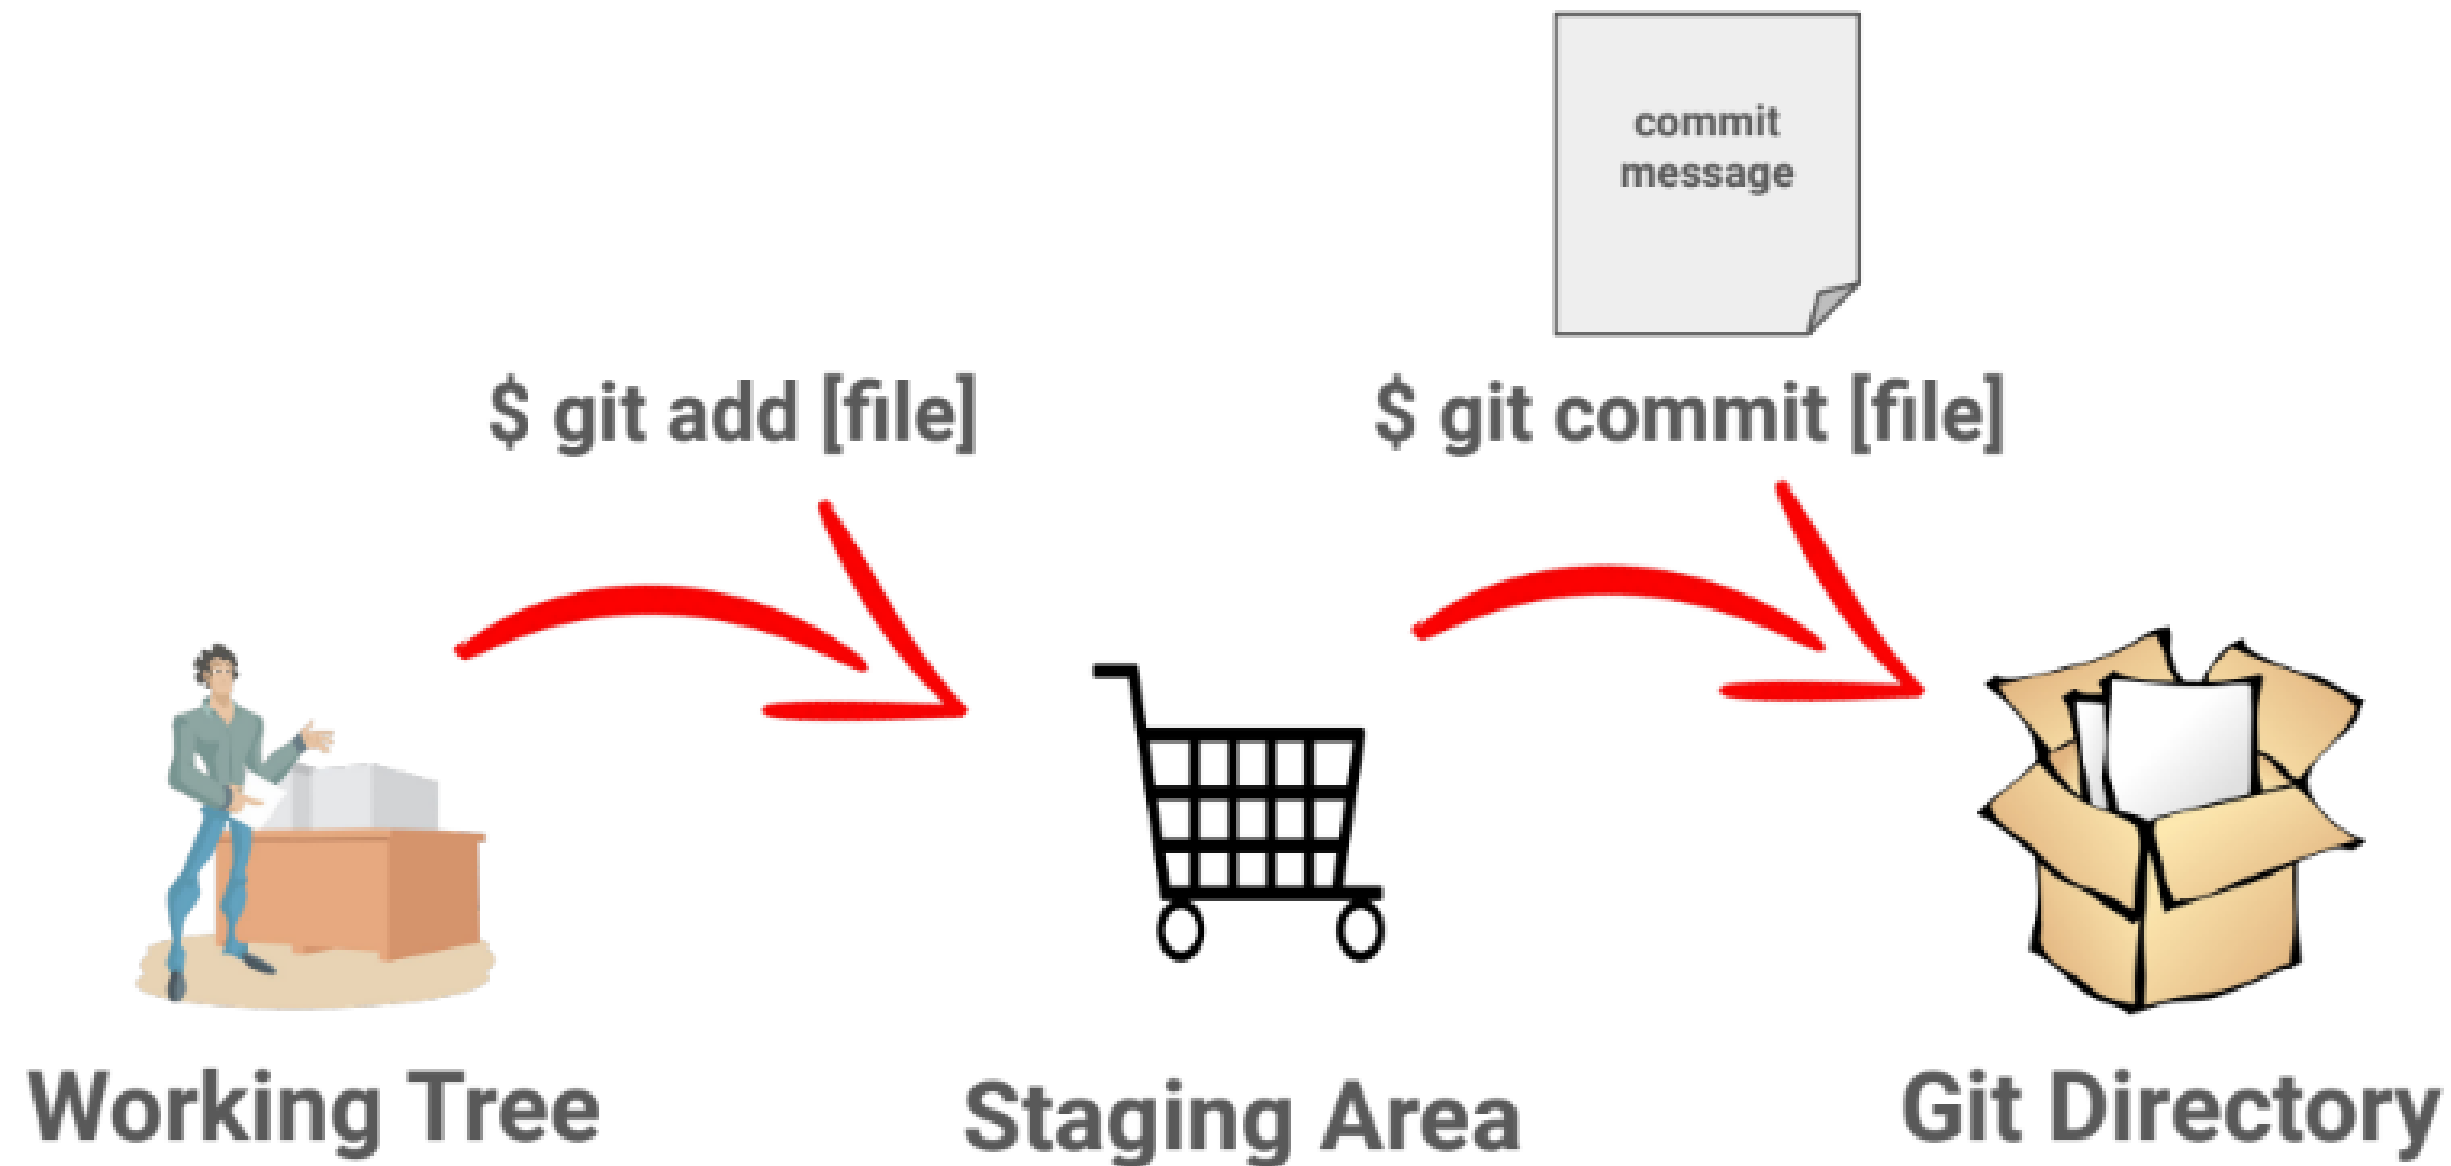 commit
message
$ git add [file]
$ git commit [file]
Working Tree
Staging Area
Git Directory